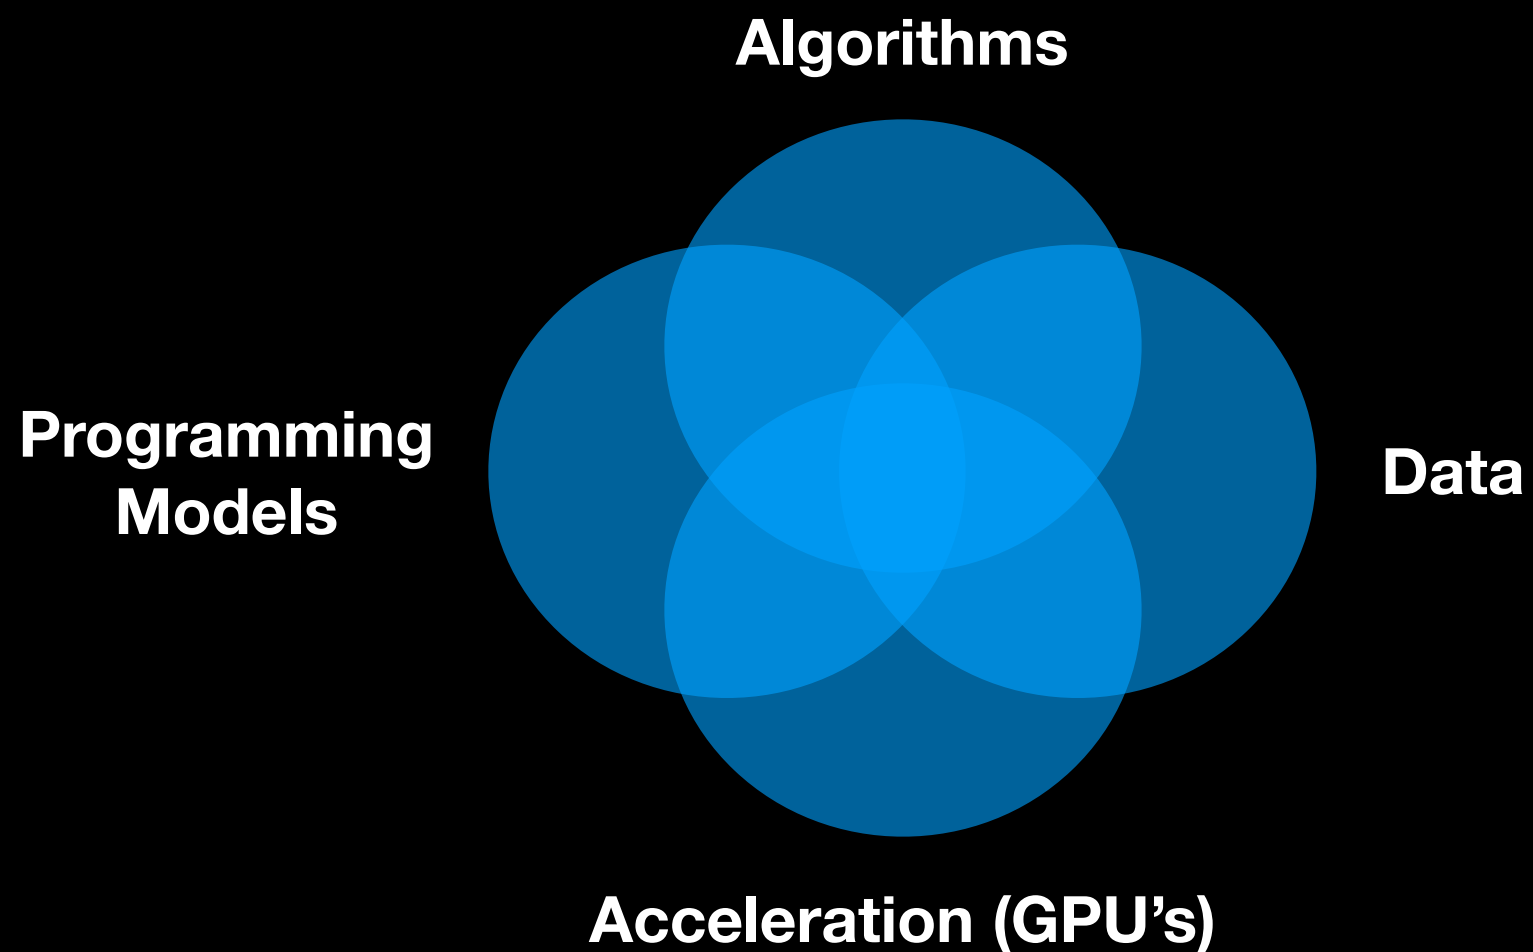 Algorithms
Programming
Models
Data
Acceleration (GPU’s)